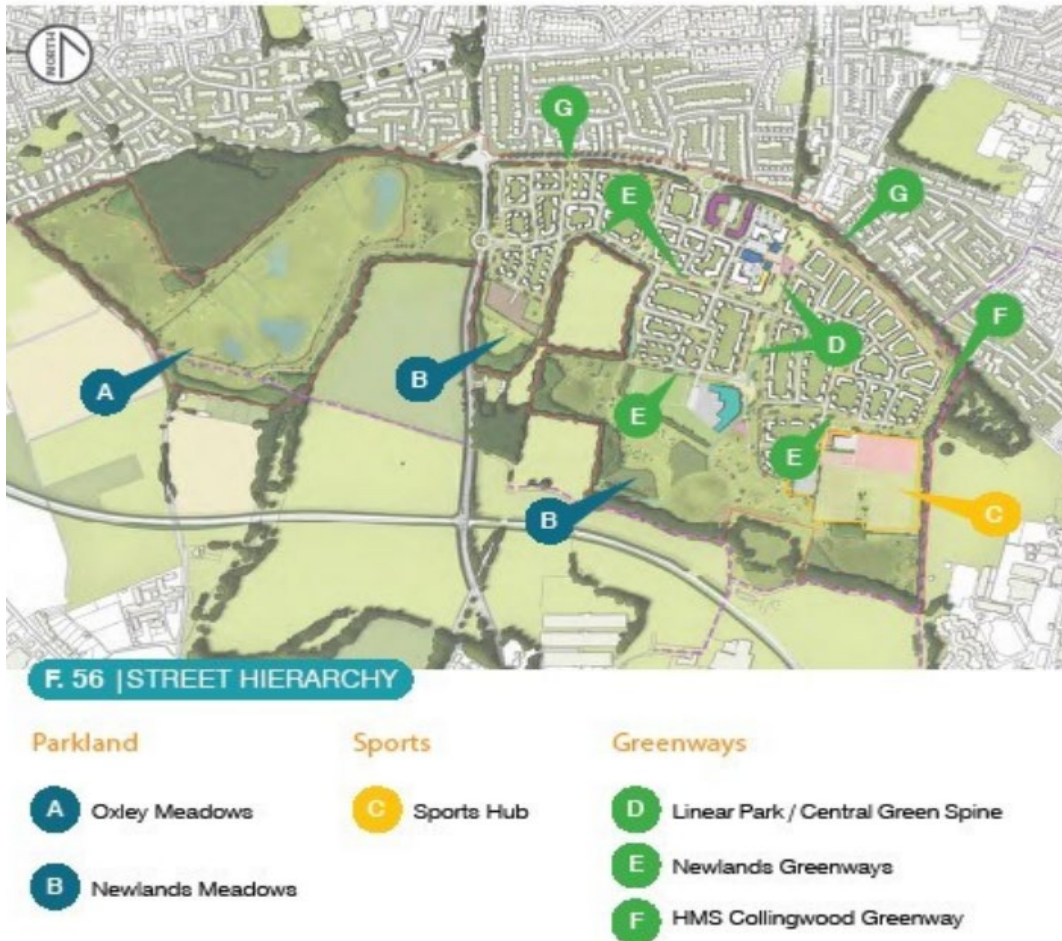 NORTH
G
E
G
F
D
A
B
E
E
B
C
F. 56 | STREET HIERARCHY
Parkland
Sports
Greenways
A Oxley Meadows
C Sports Hub
D Linear Park / Central Green Spine
E Newlands Greenways
B Newlands Meadows
F HMS Collingwood Greenway